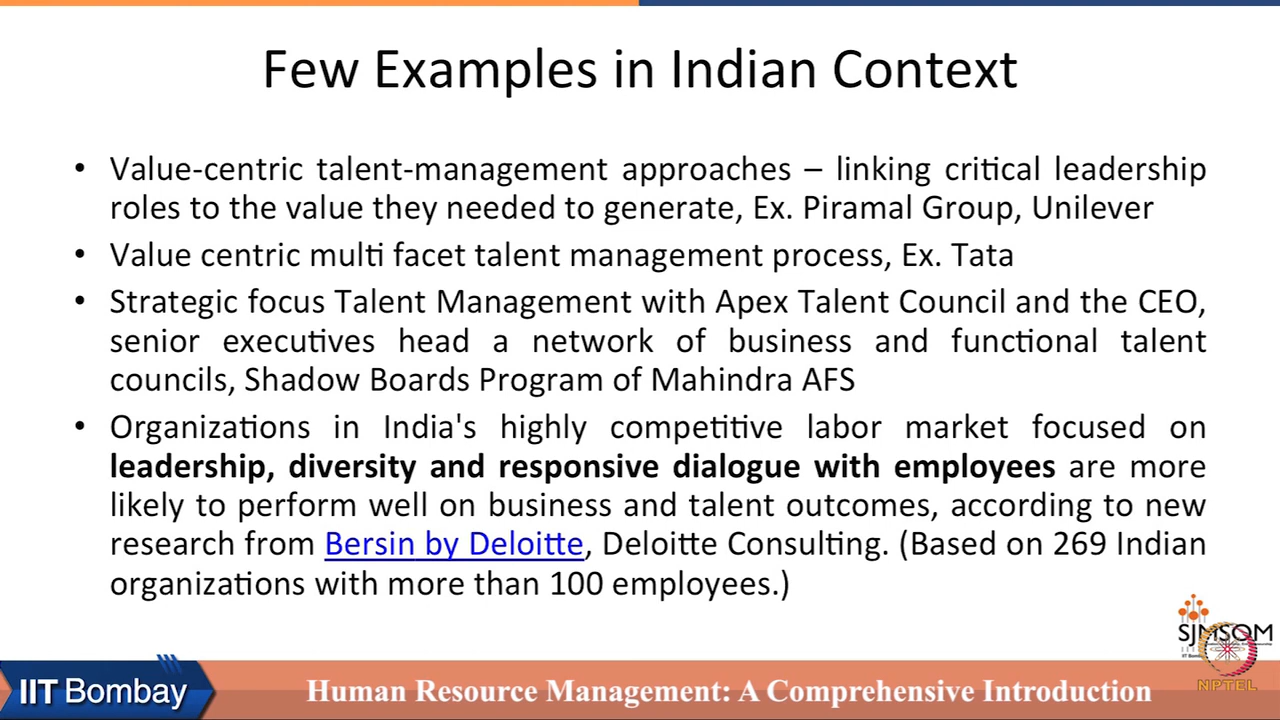 Few Examples in Indian Context
• Value-centric talent-management approaches – linking critical leadership
roles to the value they needed to generate, Ex. Piramal Group, Unilever
• Value centric multi facet talent management process, Ex. Tata
• Strategic focus Talent Management with Apex Talent Council and the CEO,
senior executives head a network of business and functional talent
councils, Shadow Boards Program of Mahindra AFS
• Organizations in India's highly competitive labor market focused on
leadership, diversity and responsive dialogue with employees are more
likely to perform well on business and talent outcomes, according to new
research from Bersin by Deloitte, Deloitte Consulting. (Based on 269 Indian
organizations with more than 100 employees.)
SJMSOM
IIT Bombay
Human Resource Management: A Comprehensive Introduction
NPTEL